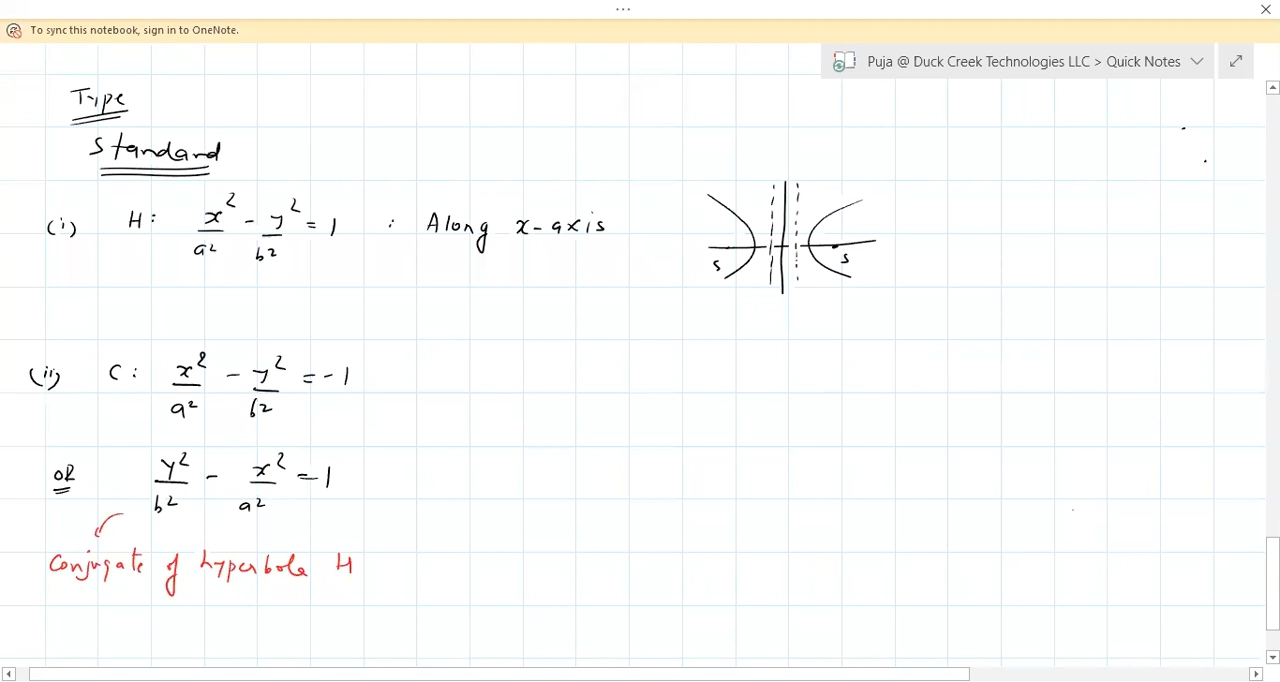 ...
To sync this notebook, sign in to OneNote.
Puja @ Duck Creek Technologies LLC > Quick Notes
Type
Standard
(i) H: x²/a² - y²/b² = 1 : Along x-axis
S S
(ii) C: x²/a² - y²/b² = -1
OR y²/b² - x²/a² = 1
Conjugate of hyperbola H